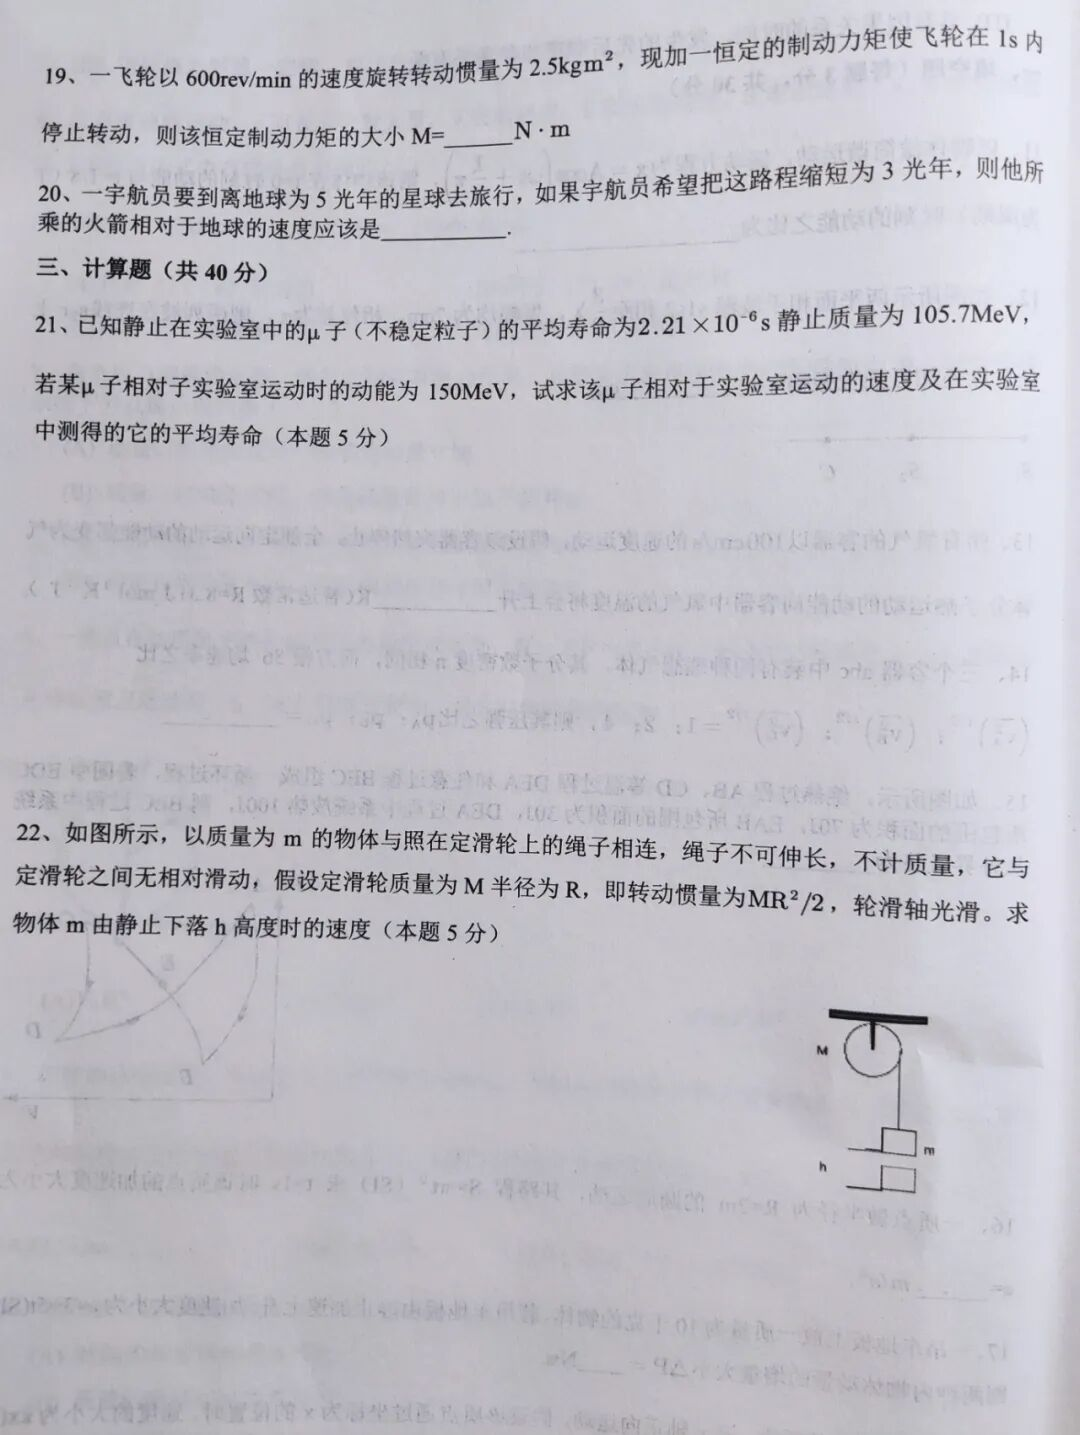 19、一飞轮以 600rev/min 的速度旋转转动惯量为 2.5kgm²，现加一恒定的制动力矩使飞轮在 1s 内
停止转动，则该恒定制动力矩的大小 M=______N · m
20、一宇航员要到离地球为 5 光年的星球去旅行，如果宇航员希望把这路程缩短为 3 光年，则他所
乘的火箭相对于地球的速度应该是___________.
三、计算题（共 40 分）
21、已知静止在实验室中的μ 子（不稳定粒子）的平均寿命为2.21×10⁻⁶s 静止质量为 105.7MeV，
若某μ 子相对子实验室运动时的动能为 150MeV，试求该μ 子相对于实验室运动的速度及在实验室
中测得的它的平均寿命（本题 5 分）
22、如图所示，以质量为 m 的物体与照在定滑轮上的绳子相连，绳子不可伸长，不计质量，它与
定滑轮之间无相对滑动，假设定滑轮质量为 M 半径为 R，即转动惯量为MR²/2，轮滑轴光滑。求
物体 m 由静止下落 h 高度时的速度（本题 5 分）
M
m
h